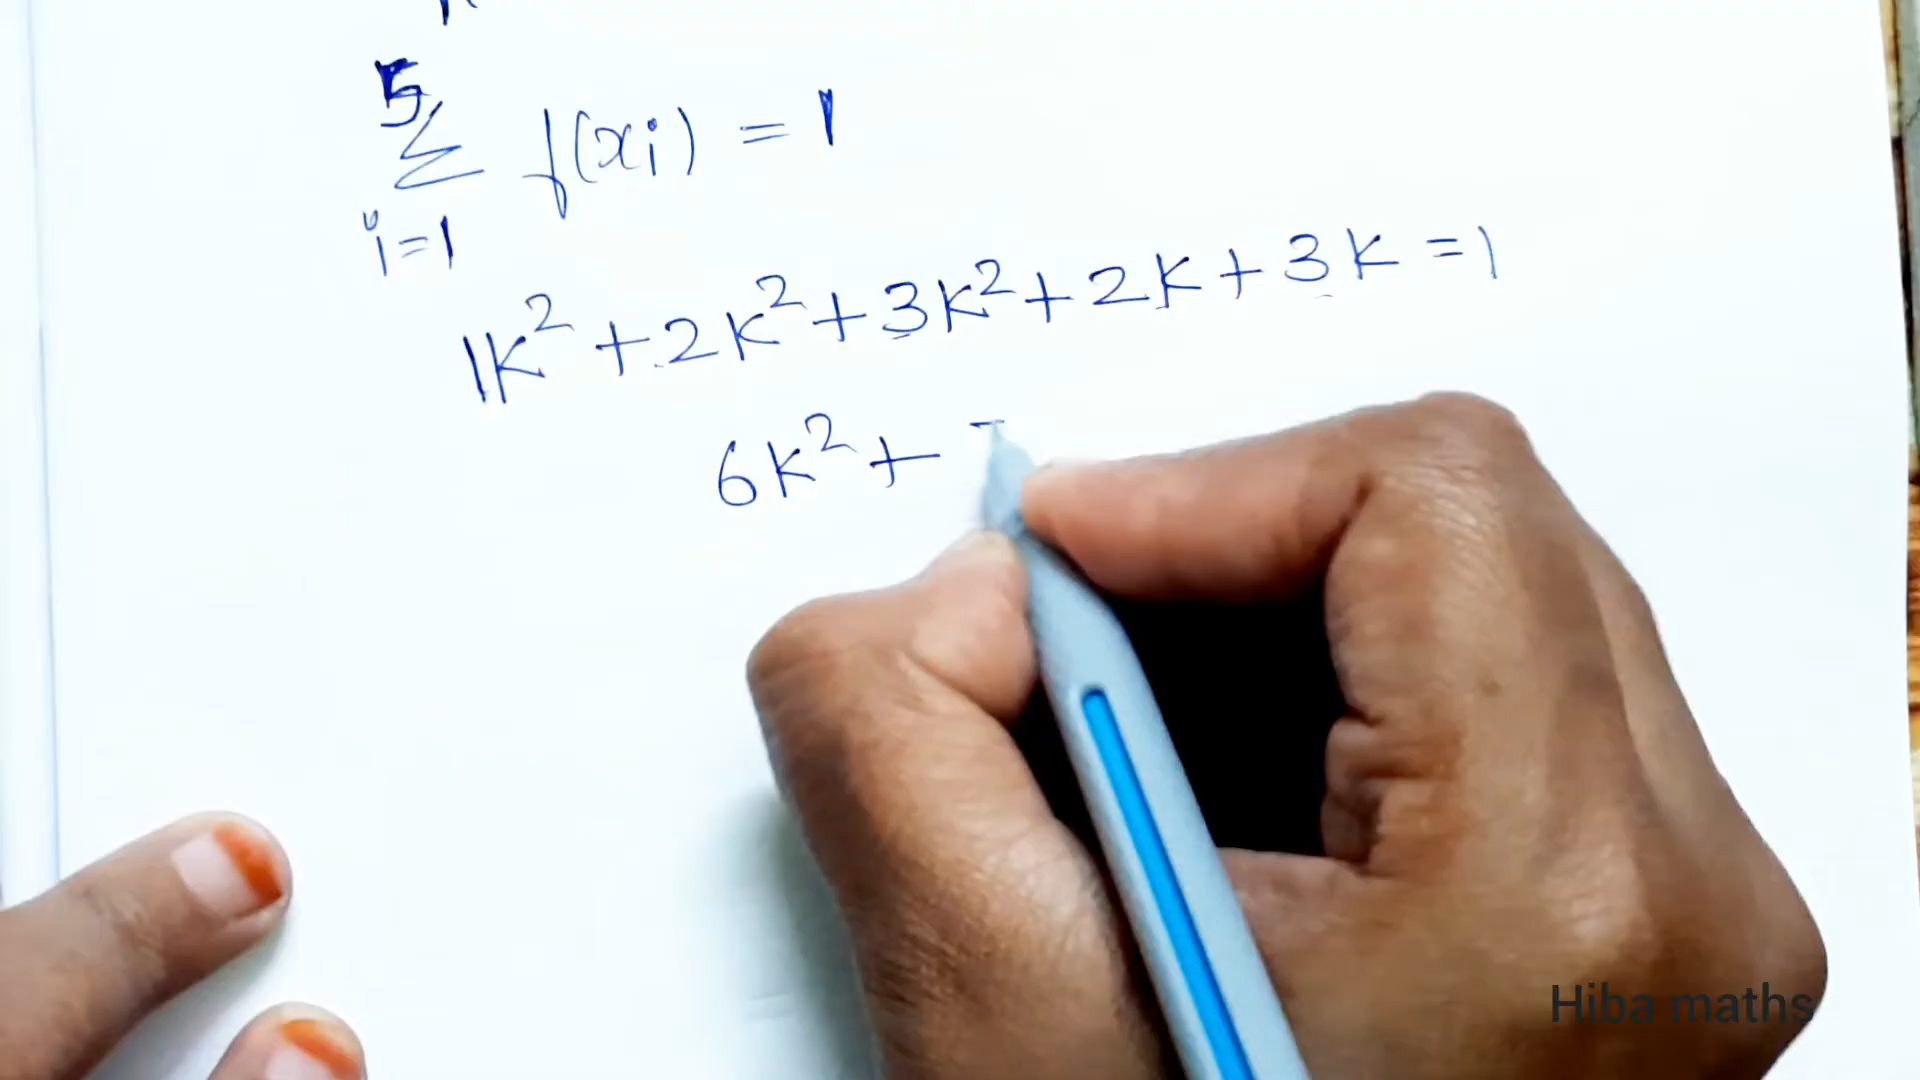 5
Σ f(xi) = 1
i=1
1k² + 2k² + 3k² + 2k + 3k = 1
6k² +
Hiba maths